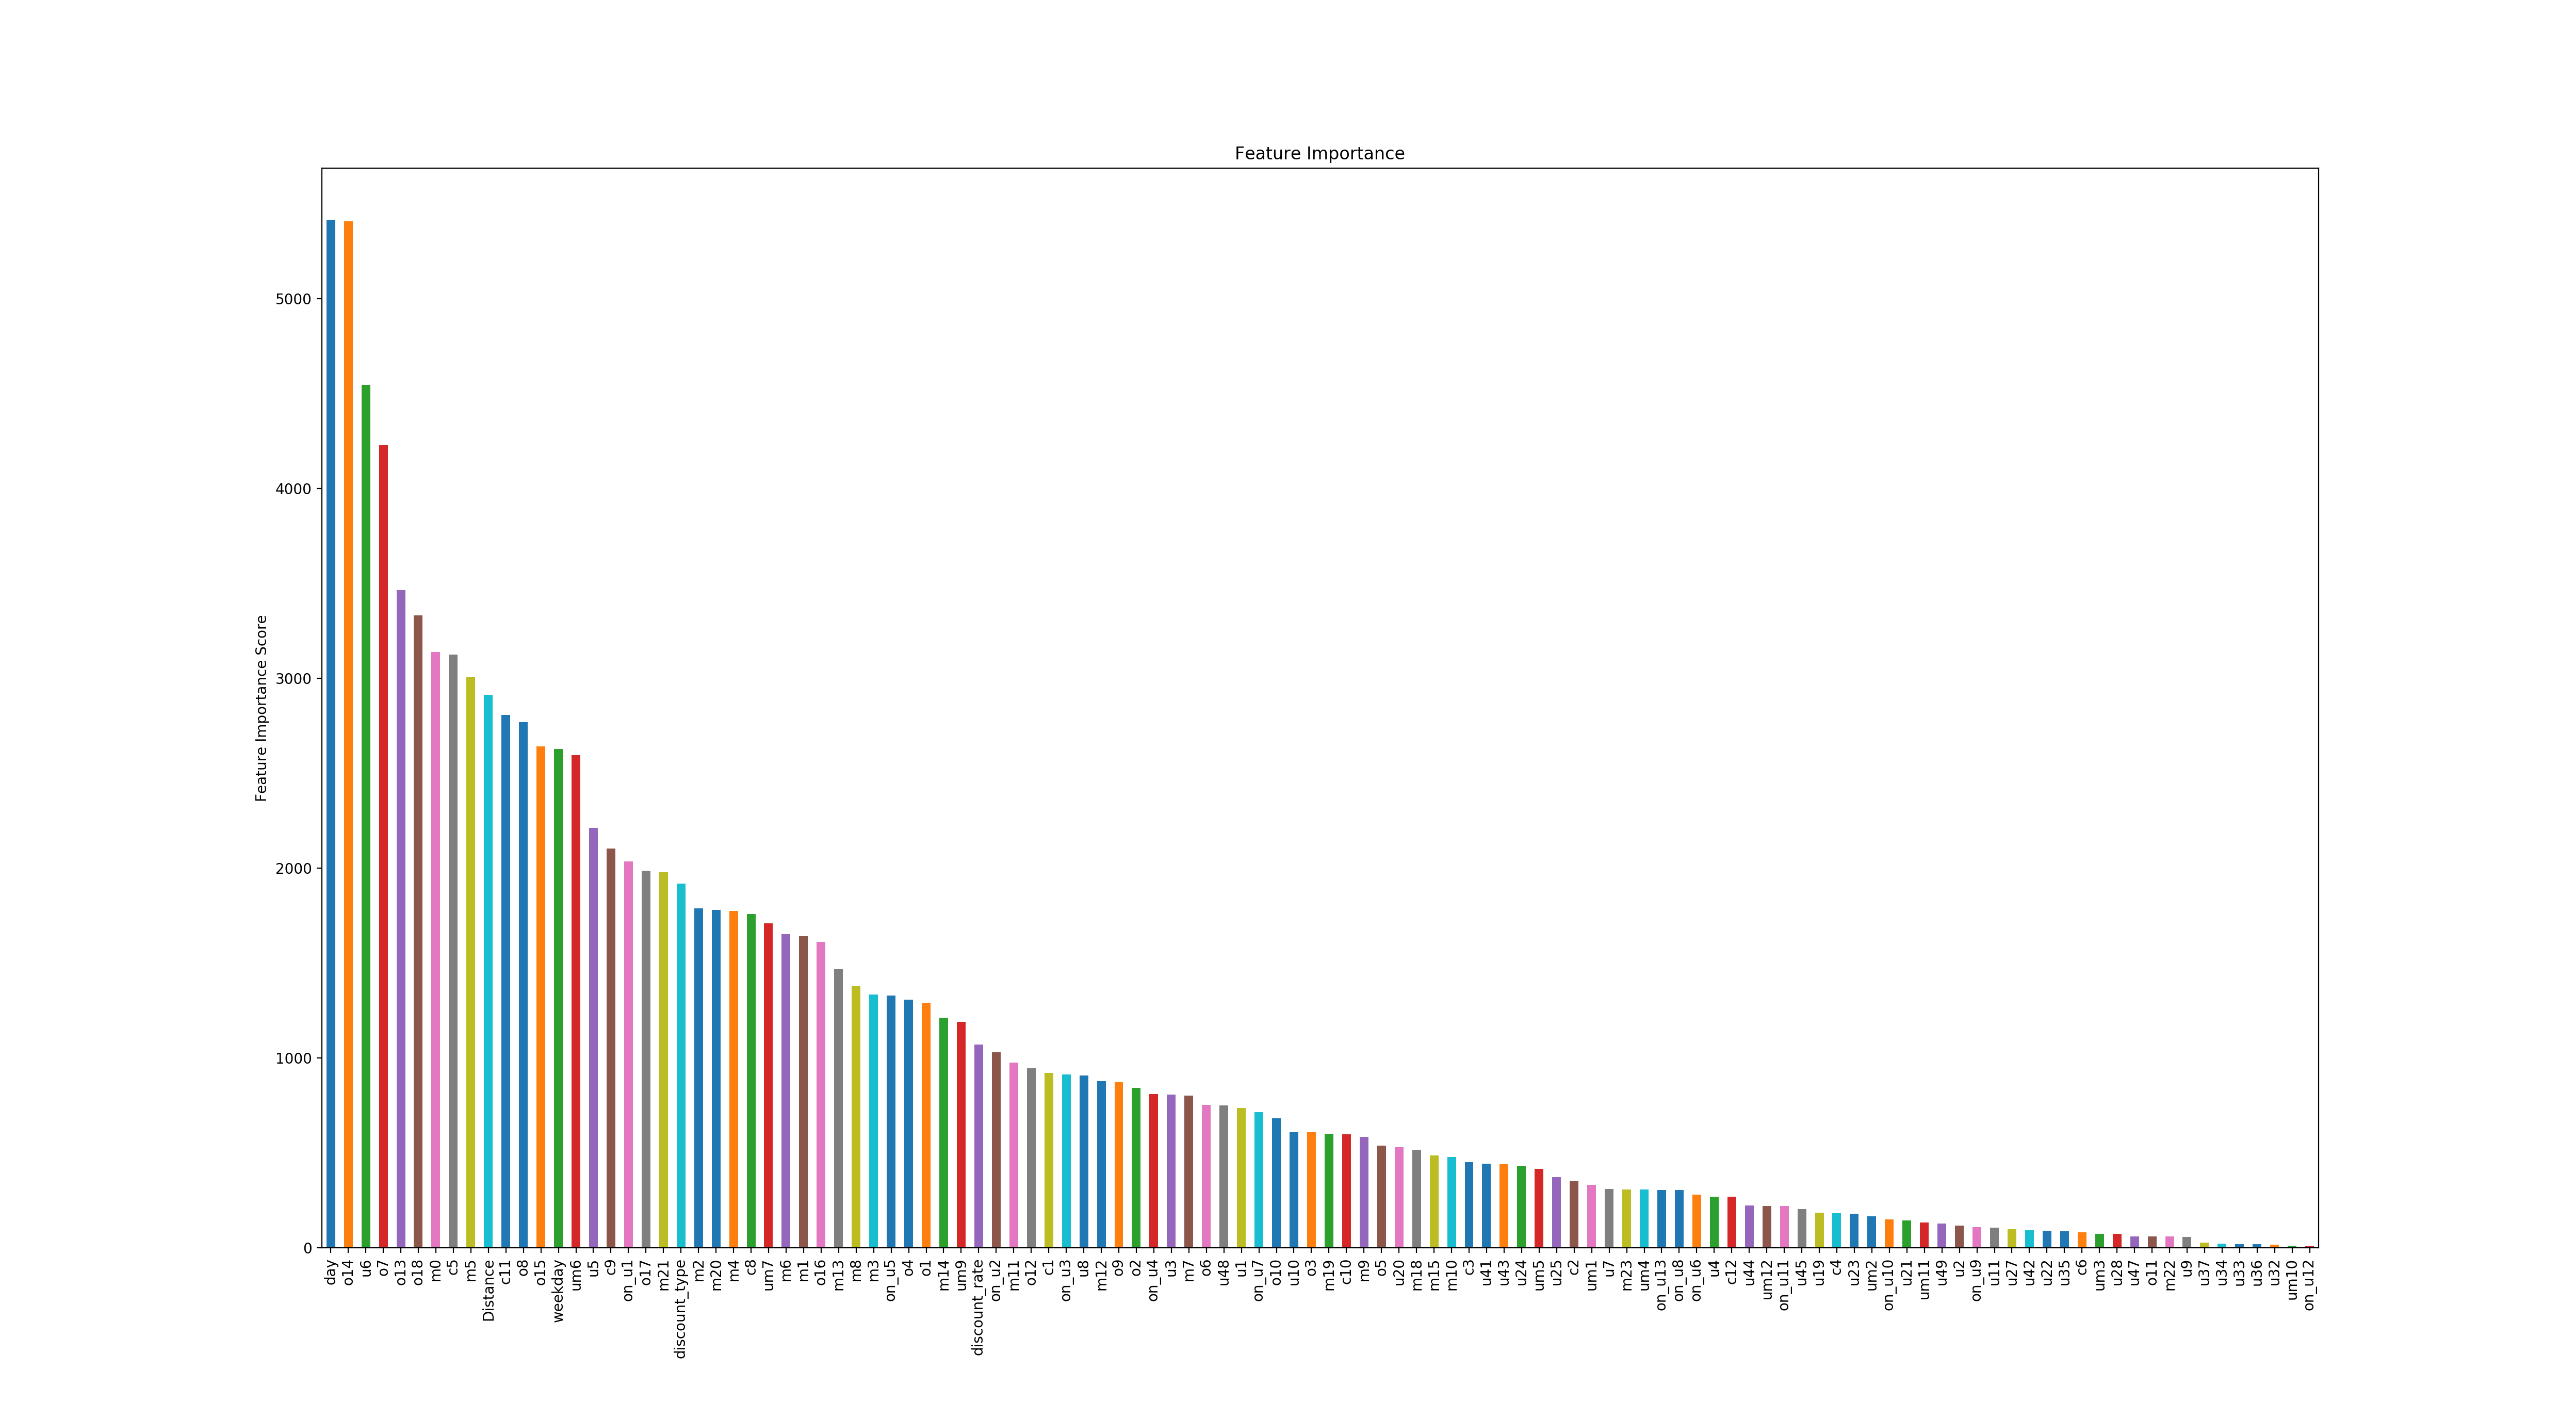 Feature Importance
Feature Importance Score
5000
4000
3000
2000
1000
0
day
o14
u6
o7
o13
o18
m0
c5
m5
Distance
c11
o8
o15
weekday
um6
u5
c9
on_u1
o17
m21
discount_type
m2
m20
m4
c8
um7
m6
m1
o16
m13
m8
m3
on_u5
o4
o1
m14
um9
discount_rate
on_u2
m11
o12
c1
on_u3
u8
m12
o9
o2
on_u4
u3
m7
o6
u48
u1
on_u7
o10
u10
o3
m19
c10
m9
o5
u20
m18
m15
m10
c3
u41
u43
u24
um5
u25
c2
um1
u7
m23
um4
on_u13
on_u8
on_u6
u4
c12
u44
um12
on_u11
u45
u19
c4
u23
um2
on_u10
u21
um11
u49
u2
on_u9
u11
u27
u42
u22
u35
c6
um3
u28
u47
o11
m22
u9
u37
u34
u33
u36
u32
um10
on_u12